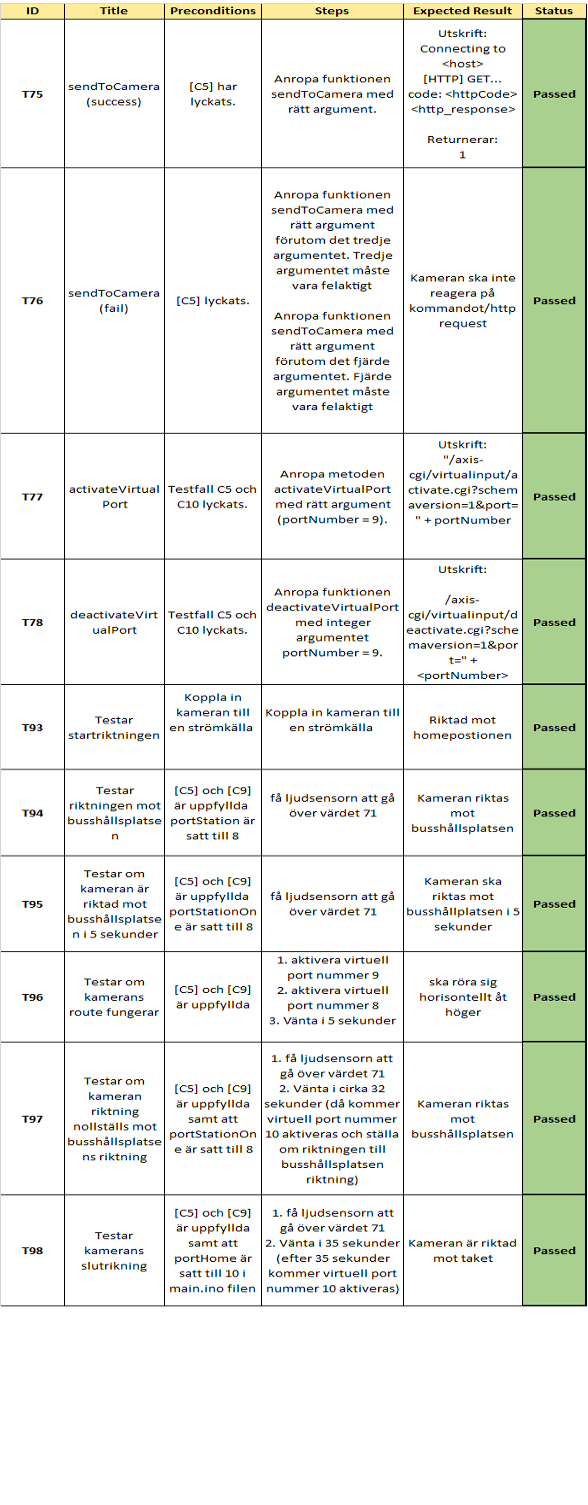 ID Title Preconditions Steps Expected Result Status
T75
sendToCamera
(success)
[C5] har
lyckats.
Anropa funktionen
sendToCamera med
rätt argument.
Utskrift:
Connecting to
<host>
[HTTP] GET...
code: <httpCode>
<http_response>
Returnerar:
1
Passed
T76
sendToCamera
(fail)
[C5] lyckats.
Anropa funktionen
sendToCamera med
rätt argument
förutom det tredje
argumentet. Tredje
argumentet måste
vara felaktigt
Anropa funktionen
sendToCamera med
rätt argument
förutom det fjärde
argumentet. Fjärde
argumentet måste
vara felaktigt
Kameran ska inte
reagera på
kommandot/http
request
Passed
T77
activateVirtual
Port
Testfall C5 och
C10 lyckats.
Anropa metoden
activateVirtualPort
med rätt argument
(portNumber = 9).
Utskrift:
"/axis-
cgi/virtualinput/a
ctivate.cgi?schem
aversion=1&port=
" + portNumber
Passed
T78
deactivateVirt
ualPort
Testfall C5 och
C10 lyckats.
Anropa funktionen
deactivateVirtualPort
med integer
argumentet
portNumber = 9.
Utskrift:
/axis-
cgi/virtualinput/d
eactivate.cgi?sche
maversion=1&por
t=" +
<portNumber>
Passed
T93
Testar
startriktningen
Koppla in
kameran till
en strömkälla
Koppla in kameran till
en strömkälla
Riktad mot
homepostionen
Passed
T94
Testar
riktningen mot
busshållsplatse
n
[C5] och [C9]
är uppfyllda
portStation är
satt till 8
få ljudsensorn att gå
över värdet 71
Kameran riktas
mot
busshållsplatsen
Passed
T95
Testar om
kameran är
riktad mot
busshållsplatse
n i 5 sekunder
[C5] och [C9]
är uppfyllda
portStationOn
e är satt till 8
få ljudsensorn att gå
över värdet 71
Kameran ska
riktas mot
busshållplatsen i 5
sekunder
Passed
T96
Testar om
kamerans
route fungerar
[C5] och [C9]
är uppfyllda
1. aktivera virtuell
port nummer 9
2. aktivera virtuell
port nummer 8
3. Vänta i 5 sekunder
ska röra sig
horisontellt åt
höger
Passed
T97
Testar om
kameran
riktning
nollställs mot
busshållsplatse
ns riktning
[C5] och [C9]
är uppfyllda
samt att
portStationOn
e är satt till 8
1. få ljudsensorn att
gå över värdet 71
2. Vänta i cirka 32
sekunder (då kommer
virtuell port nummer
10 aktiveras och ställa
om riktningen till
busshållsplatsen
riktning)
Kameran riktas
mot
busshållsplatsen
Passed
T98
Testar
kamerans
slutrikning
[C5] och [C9]
är uppfyllda
samt att
portHome är
satt till 10 i
main.ino filen
1. få ljudsensorn att
gå över värdet 71
2. Vänta i 35 sekunder
(efter 35 sekunder
kommer virtuell port
nummer 10 aktiveras)
Kameran är riktad
mot taket
Passed